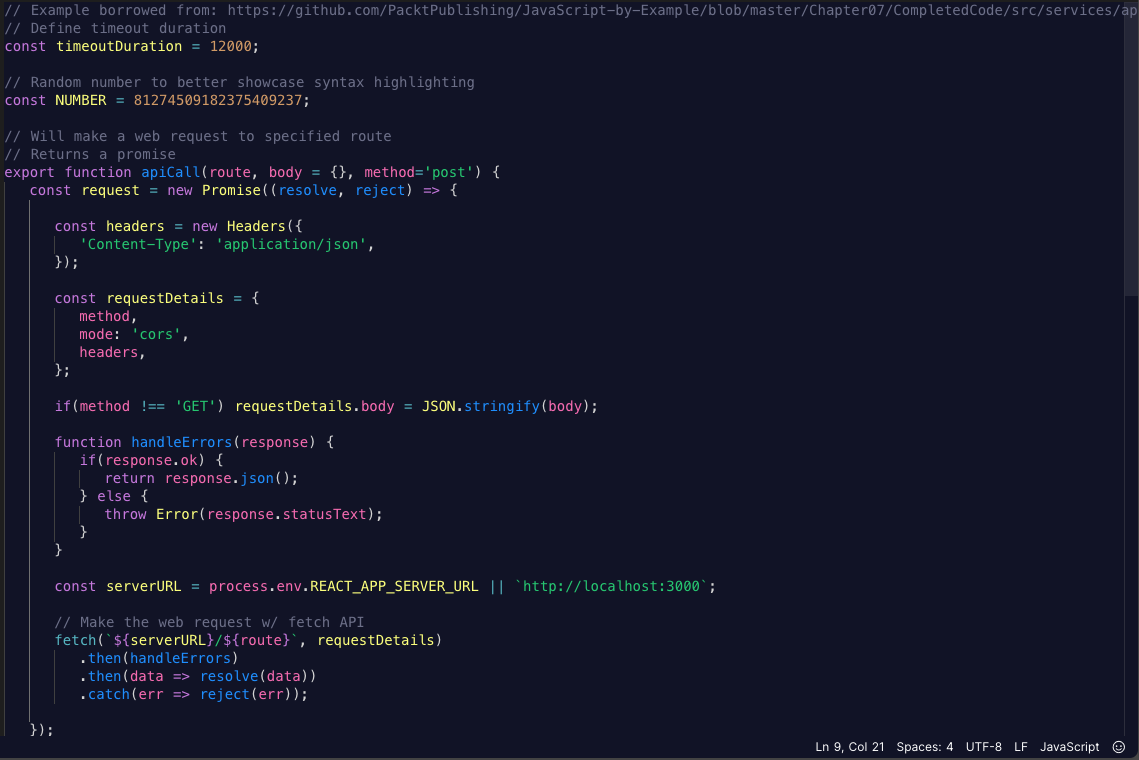 // Example borrowed from: https://github.com/PacktPublishing/JavaScript-by-Example/blob/master/Chapter07/CompletedCode/src/services/ap
// Define timeout duration
const timeoutDuration = 12000;
// Random number to better showcase syntax highlighting
const NUMBER = 81274509182375409237;
// Will make a web request to specified route
// Returns a promise
export function apiCall(route, body = {}, method='post') {
const request = new Promise((resolve, reject) => {
const headers = new Headers({
'Content-Type': 'application/json',
});
const requestDetails = {
method,
mode: 'cors',
headers,
};
if(method !== 'GET') requestDetails.body = JSON.stringify(body);
function handleErrors(response) {
if(response.ok) {
return response.json();
} else {
throw Error(response.statusText);
}
}
const serverURL = process.env.REACT_APP_SERVER_URL || `http://localhost:3000`;
// Make the web request w/ fetch API
fetch(`${serverURL}/${route}`, requestDetails)
.then(handleErrors)
.then(data => resolve(data))
.catch(err => reject(err));
});
Ln 9, Col 21 Spaces: 4 UTF-8 LF JavaScript